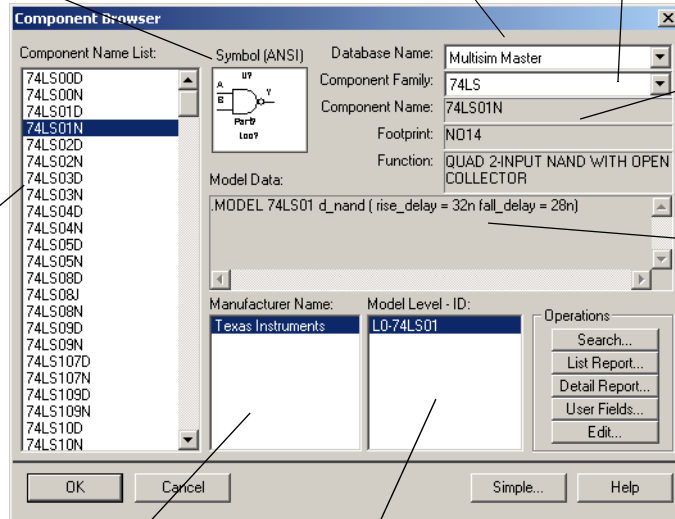 Component Browser
Component Name List:
74LS00D
74LS00N
74LS01D
74LS01N
74LS02D
74LS02N
74LS03D
74LS03N
74LS04D
74LS04N
74LS05D
74LS05N
74LS08D
74LS08J
74LS08N
74LS09D
74LS09N
74LS107D
74LS107N
74LS109D
74LS109N
74LS10D
74LS10N
Symbol (ANSI)
U?
A
B
Y
Part?
Loc?
Database Name: Multisim Master
Component Family: 74LS
Component Name: 74LS01N
Footprint: NO14
Function: QUAD 2-INPUT NAND WITH OPEN
COLLECTOR
Model Data:
.MODEL 74LS01 d_nand ( rise_delay = 32n fall_delay = 28n)
Manufacturer Name:
Texas Instruments
Model Level - ID:
L0-74LS01
Operations
Search...
List Report...
Detail Report...
User Fields...
Edit...
OK Cancel Simple... Help